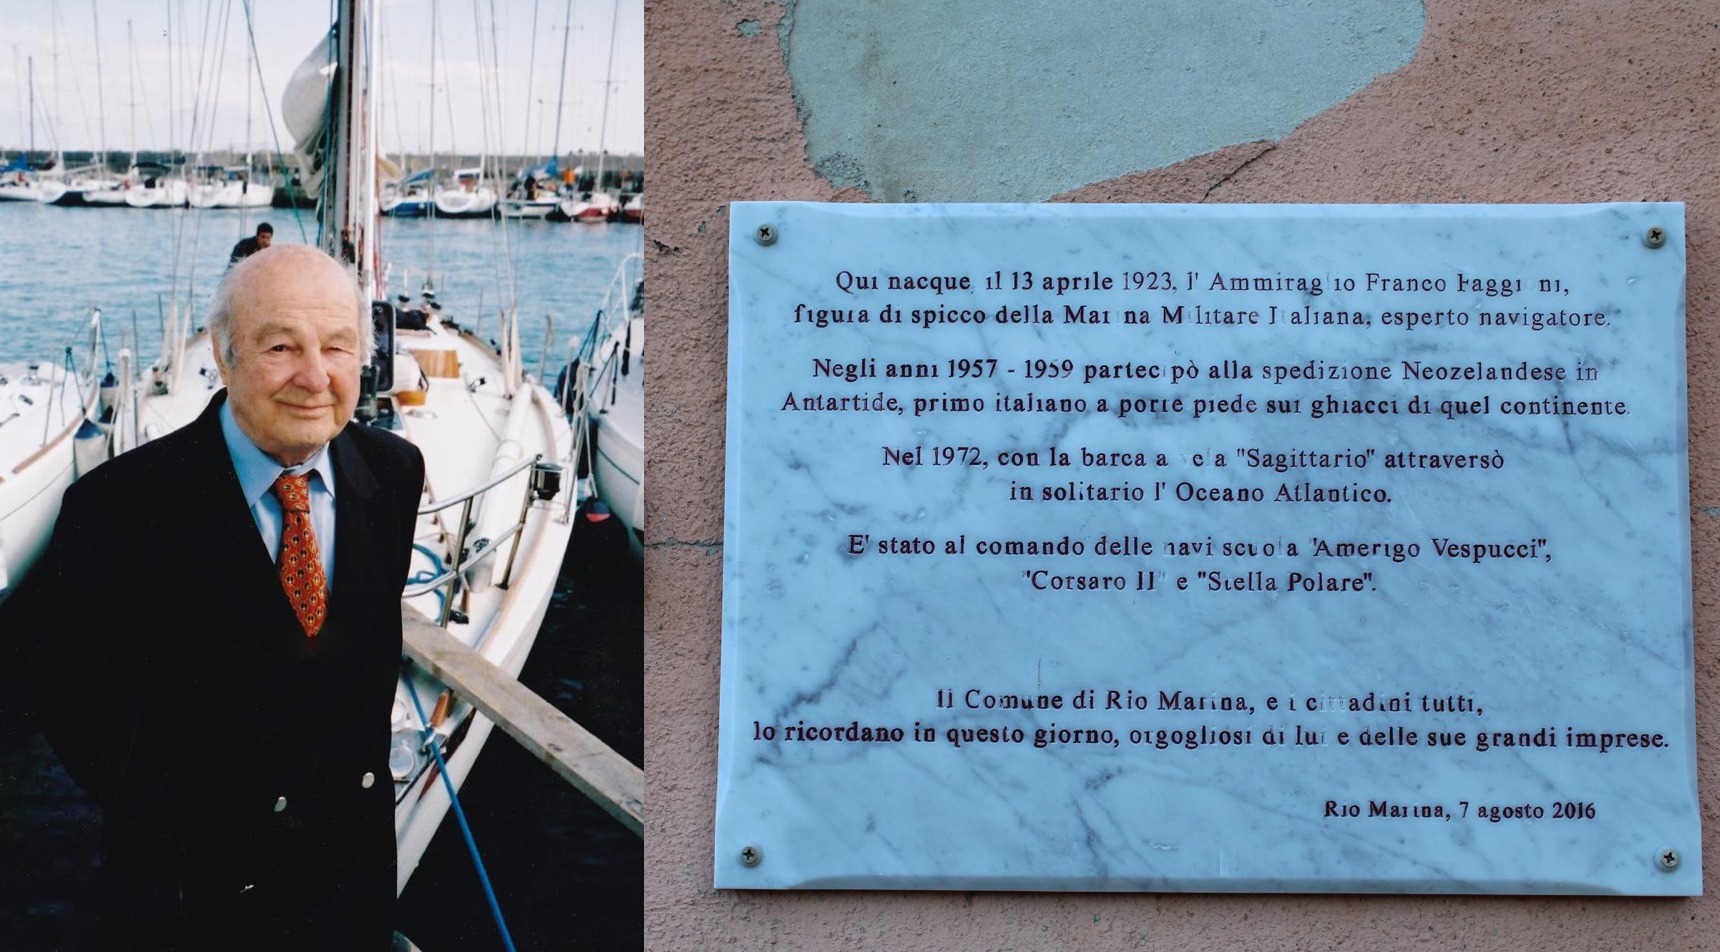 Qui nacque il 13 aprile 1923, l' Ammiraglio Franco Faggioni,
figura di spicco della Marina Militare Italiana, esperto navigatore.
Negli anni 1957 - 1959 partecipò alla spedizione Neozelandese in
Antartide, primo italiano a porre piede sui ghiacci di quel continente.
Nel 1972, con la barca a vela "Sagittario" attraversò
in solitario l' Oceano Atlantico.
E' stato al comando delle navi scuola "Amerigo Vespucci",
"Corsaro II" e "Stella Polare".
Il Comune di Rio Marina, e i cittadini tutti,
lo ricordano in questo giorno, orgogliosi di lui e delle sue grandi imprese.
Rio Marina, 7 agosto 2016